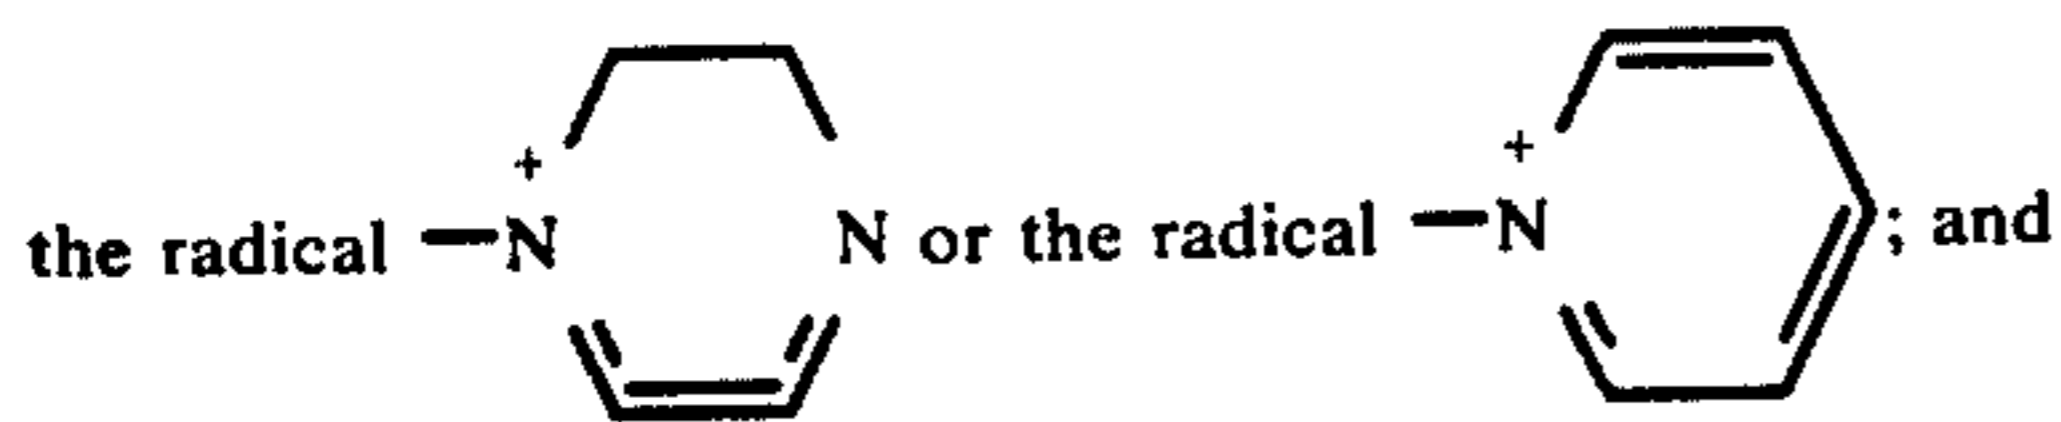 the radical —N+ N or the radical —N+ ; and